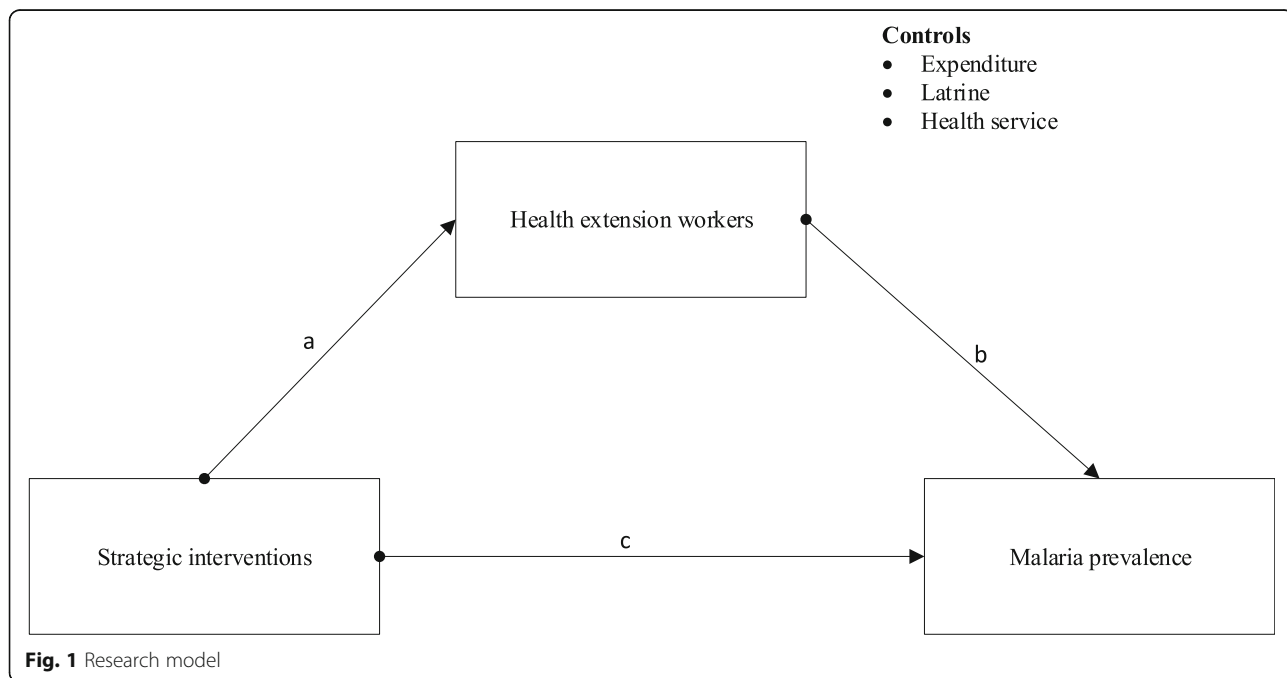 Controls
• Expenditure
• Latrine
• Health service
Health extension workers
a
b
Strategic interventions
c
Malaria prevalence
Fig. 1 Research model